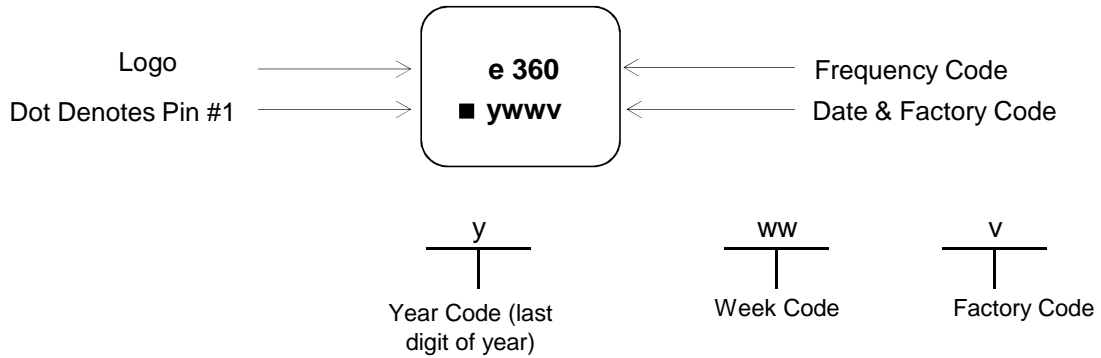 e 360
Logo
Frequency Code
Dot Denotes Pin #1
■ ywwv
Date & Factory Code
y
ww
v
Year Code (last
digit of year)
Week Code
Factory Code